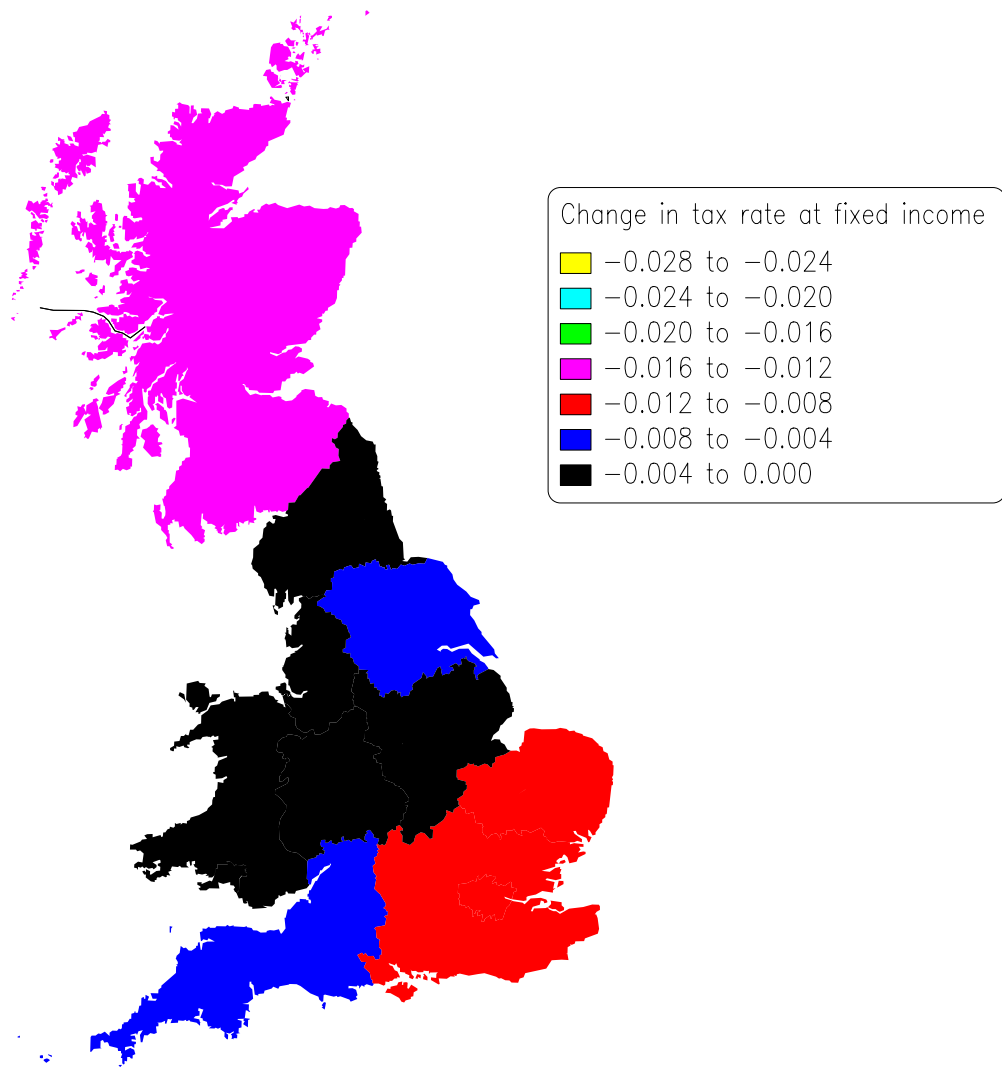 Change in tax rate at fixed income
−0.028 to −0.024
−0.024 to −0.020
−0.020 to −0.016
−0.016 to −0.012
−0.012 to −0.008
−0.008 to −0.004
−0.004 to 0.000